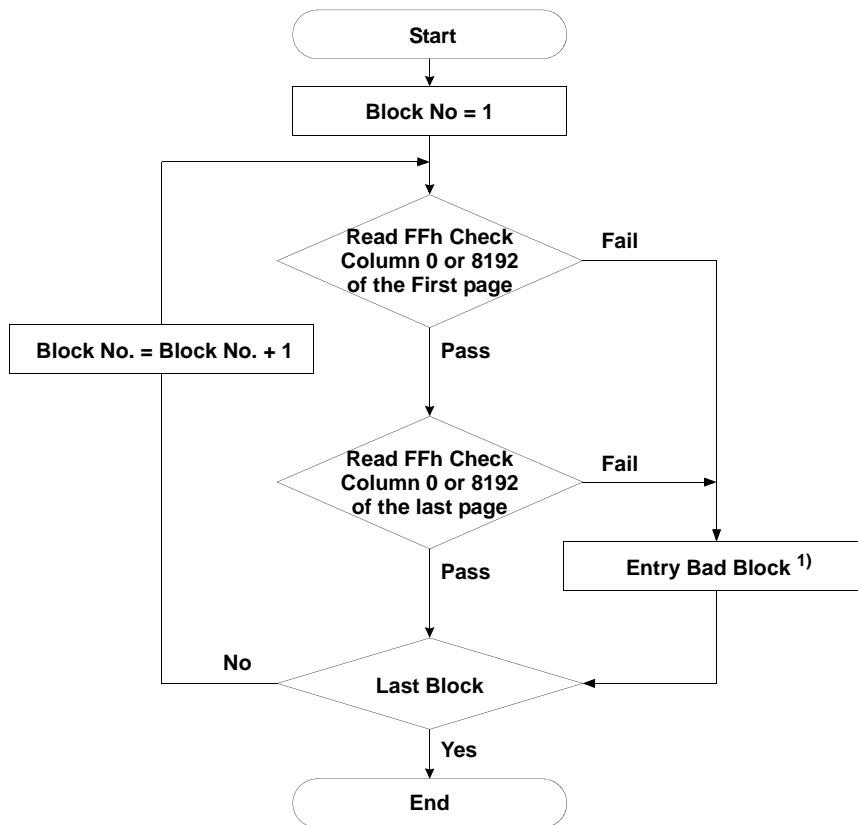 Start
Block No = 1
Read FFh Check
Column 0 or 8192
of the First page
Fail
Block No. = Block No. + 1
Pass
Read FFh Check
Column 0 or 8192
of the last page
Fail
Pass
Entry Bad Block 1)
No
Last Block
Yes
End